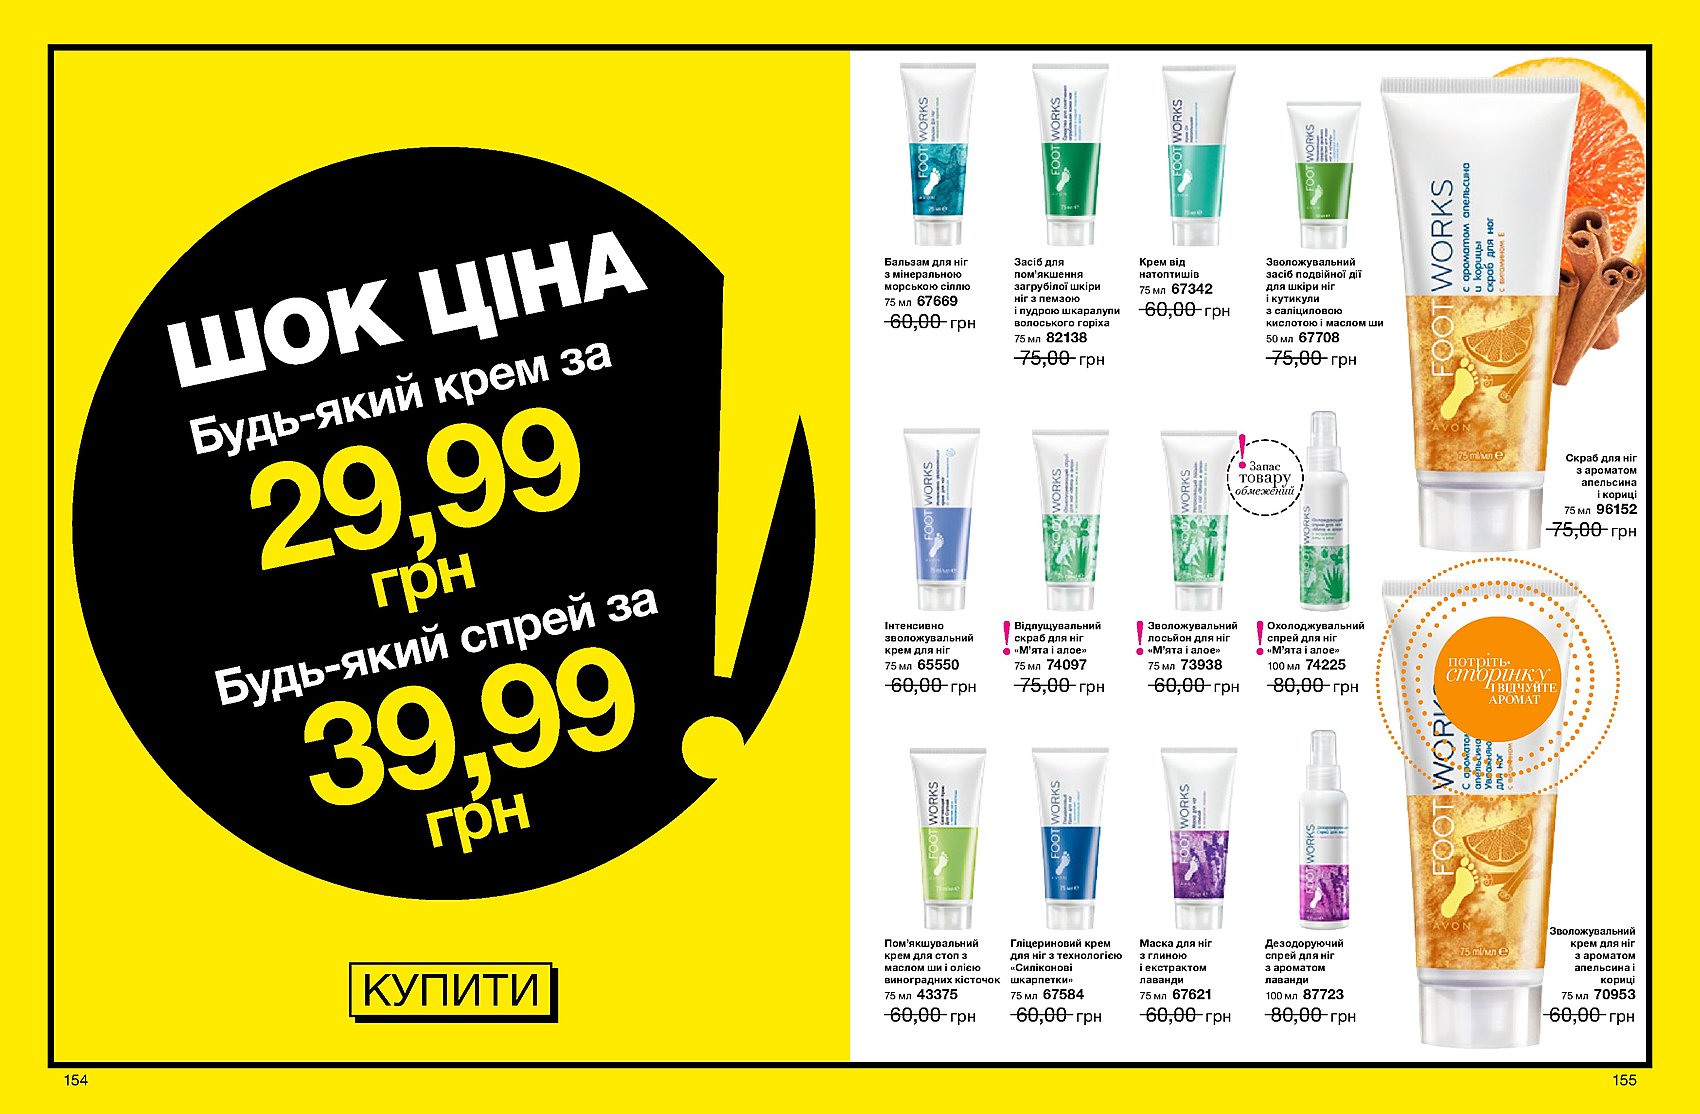 ШОК ЦІНА
Будь-який крем за
29,99
грн
Будь-який спрей за
39,99
грн
КУПИТИ
154
Бальзам для ніг
з мінеральною
морською сіллю
75 мл 67669
60,00 грн
Засіб для
пом'якшення
загрубілої шкіри
ніг з пемзою
і пудрою шкаралупи
волоського горіха
75 мл 82138
75,00 грн
Крем від
натоптишів
75 мл 67342
60,00 грн
Зволожувальний
засіб подвійної дії
для шкіри ніг
і кутикули
з саліциловою
кислотою і маслом ши
50 мл 67708
75,00 грн
FOOT WORKS
с ароматом апельсина
и корицы
скраб для ног
с витамином Е
AVON
75 ml/мл e
Скраб для ніг
з ароматом
апельсина
і кориці
75 мл 96152
75,00 грн
Запас
товару
обмежений
Інтенсивно
зволожувальний
крем для ніг
75 мл 65550
60,00 грн
! Відлущувальний
скраб для ніг
«М'ята і алое»
75 мл 74097
75,00 грн
! Зволожувальний
лосьйон для ніг
«М'ята і алое»
75 мл 73938
60,00 грн
! Охолоджувальний
спрей для ніг
«М'ята і алое»
100 мл 74225
80,00 грн
ПОТРІТЬ
СТОРІНКУ
І ВІДЧУЙТЕ
АРОМАТ
FOOT WORKS
AVON
75 ml/мл e
Пом'якшувальний
крем для стоп з
маслом ши і олією
виноградних кісточок
75 мл 43375
60,00 грн
Гліцериновий крем
для ніг з технологією
«Силіконові
шкарпетки»
75 мл 67584
60,00 грн
Маска для ніг
з глиною
і екстрактом
лаванди
75 мл 67621
60,00 грн
Дезодоруючий
спрей для ніг
з ароматом
лаванди
100 мл 87723
80,00 грн
Зволожувальний
крем для ніг
з ароматом
апельсина і
кориці
75 мл 70953
60,00 грн
155